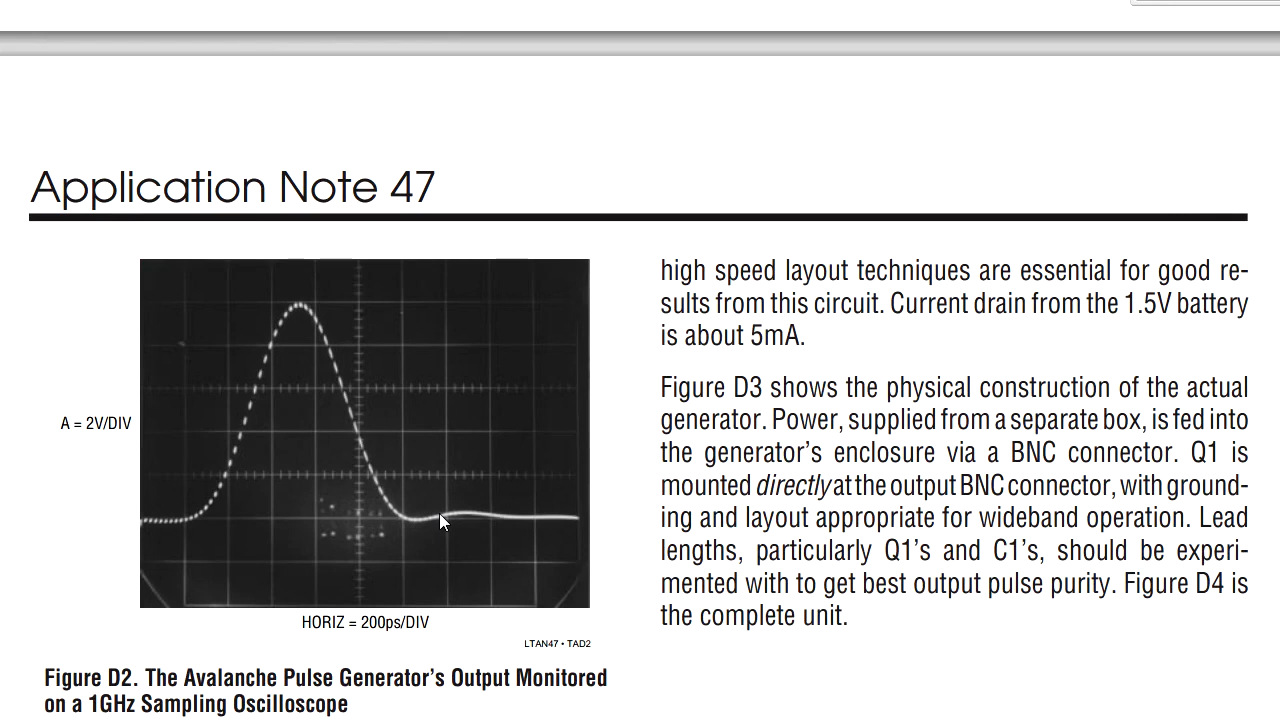 Application Note 47
A = 2V/DIV
HORIZ = 200ps/DIV
LTAN47 • TAD2
Figure D2. The Avalanche Pulse Generator's Output Monitored
on a 1GHz Sampling Oscilloscope
high speed layout techniques are essential for good re-
sults from this circuit. Current drain from the 1.5V battery
is about 5mA.
Figure D3 shows the physical construction of the actual
generator. Power, supplied from a separate box, is fed into
the generator's enclosure via a BNC connector. Q1 is
mounted directly at the output BNC connector, with ground-
ing and layout appropriate for wideband operation. Lead
lengths, particularly Q1's and C1's, should be experi-
mented with to get best output pulse purity. Figure D4 is
the complete unit.